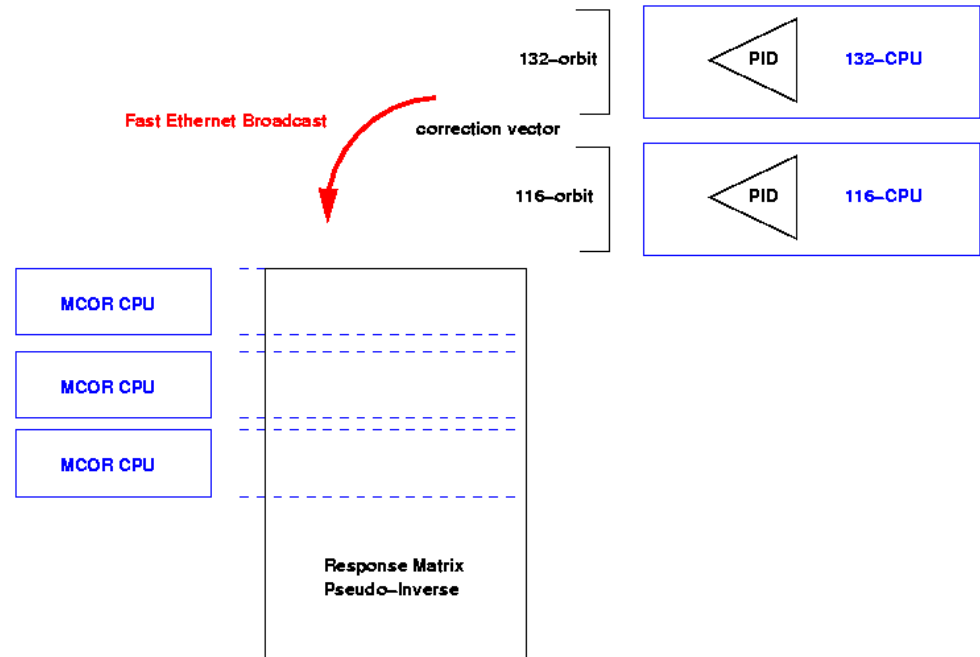 132-orbit
PID
132-CPU
Fast Ethernet Broadcast
correction vector
116-orbit
PID
116-CPU
MCOR CPU
MCOR CPU
MCOR CPU
Response Matrix
Pseudo-Inverse